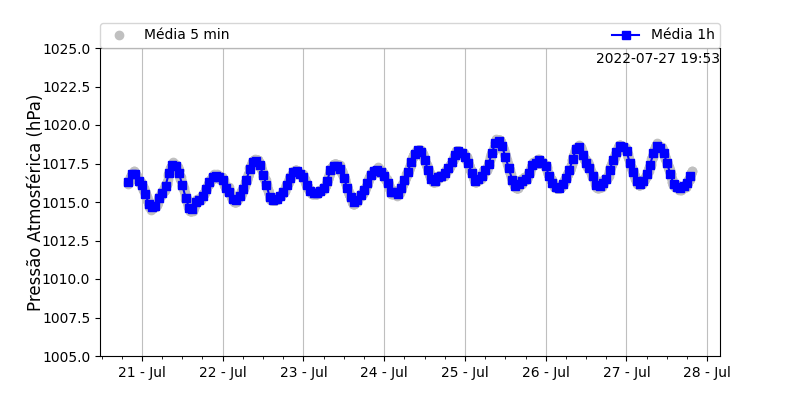 Média 5 min
Média 1h
2022-07-27 19:53
Pressão Atmosférica (hPa)
1025.0
1022.5
1020.0
1017.5
1015.0
1012.5
1010.0
1007.5
1005.0
21 - Jul
22 - Jul
23 - Jul
24 - Jul
25 - Jul
26 - Jul
27 - Jul
28 - Jul